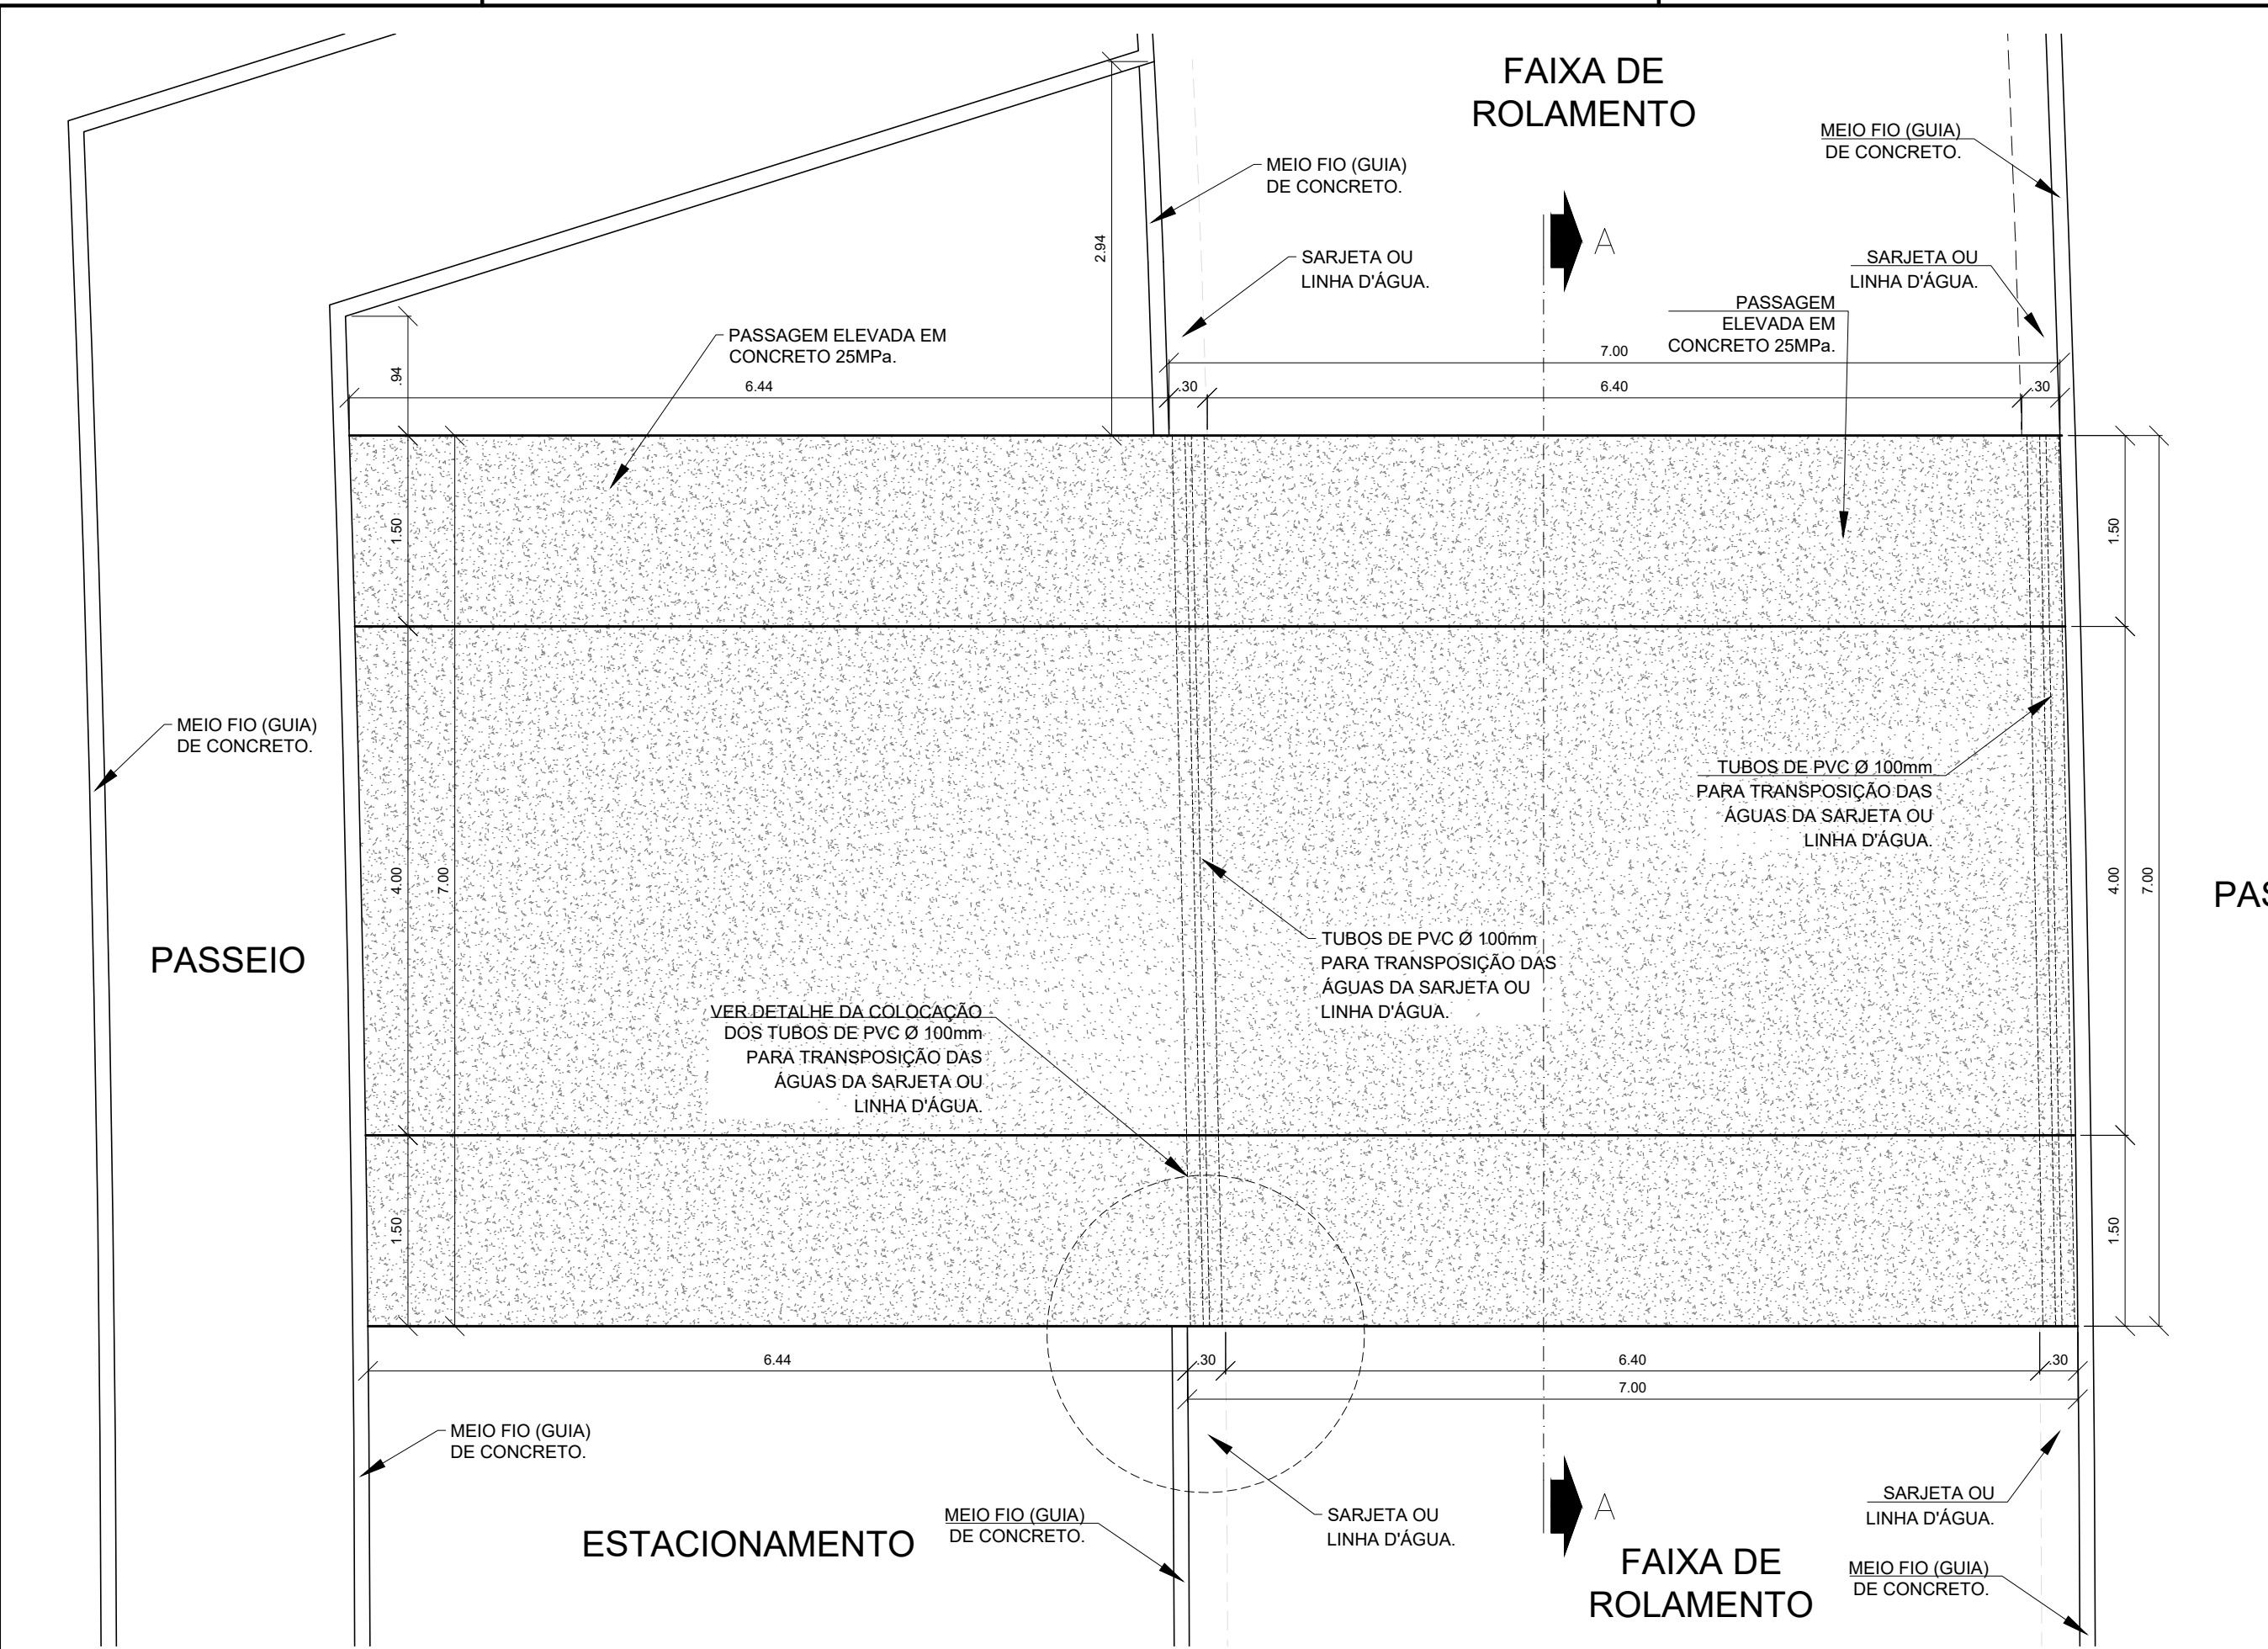 FAIXA DE
ROLAMENTO
MEIO FIO (GUIA)
DE CONCRETO.
MEIO FIO (GUIA)
DE CONCRETO.
2.94
SARJETA OU
LINHA D'ÁGUA.
A
SARJETA OU
LINHA D'ÁGUA.
PASSAGEM ELEVADA EM
CONCRETO 25MPa.
PASSAGEM
ELEVADA EM
CONCRETO 25MPa.
.94
7.00
6.44
.30
6.40
.30
1.50
1.50
MEIO FIO (GUIA)
DE CONCRETO.
TUBOS DE PVC Ø 100mm
PARA TRANSPOSIÇÃO DAS
ÁGUAS DA SARJETA OU
LINHA D'ÁGUA.
4.00
7.00
4.00
7.00
PASSEIO
TUBOS DE PVC Ø 100mm
PARA TRANSPOSIÇÃO DAS
ÁGUAS DA SARJETA OU
LINHA D'ÁGUA.
VER DETALHE DA COLOCAÇÃO
DOS TUBOS DE PVC Ø 100mm
PARA TRANSPOSIÇÃO DAS
ÁGUAS DA SARJETA OU
LINHA D'ÁGUA.
1.50
1.50
6.44
.30
6.40
.30
7.00
MEIO FIO (GUIA)
DE CONCRETO.
ESTACIONAMENTO
MEIO FIO (GUIA)
DE CONCRETO.
SARJETA OU
LINHA D'ÁGUA.
A
SARJETA OU
LINHA D'ÁGUA.
FAIXA DE
ROLAMENTO
MEIO FIO (GUIA)
DE CONCRETO.